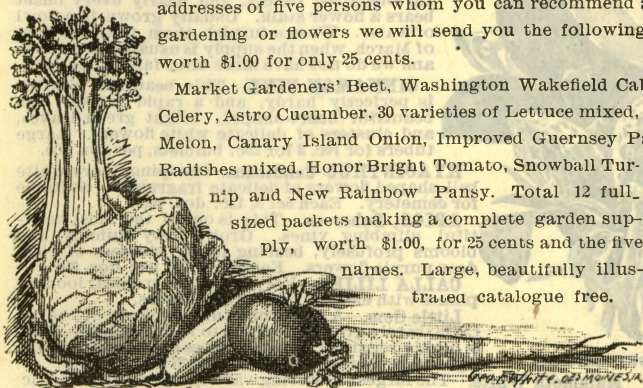 addresses of five persons whom you can recommend a
gardening or flowers we will send you the following
worth $1.00 for only 25 cents.
Market Gardeners' Beet, Washington Wakefield Cab
Celery, Astro Cucumber. 30 varieties of Lettuce mixed,
Melon, Canary Island Onion, Improved Guernsey Pa
Radishes mixed, Honor Bright Tomato, Snowball Tur-
nip and New Rainbow Pansy. Total 12 full_
sized packets making a complete garden sup-
ply, worth $1.00, for 25 cents and the five
names. Large, beautifully illus-
trated catalogue free.